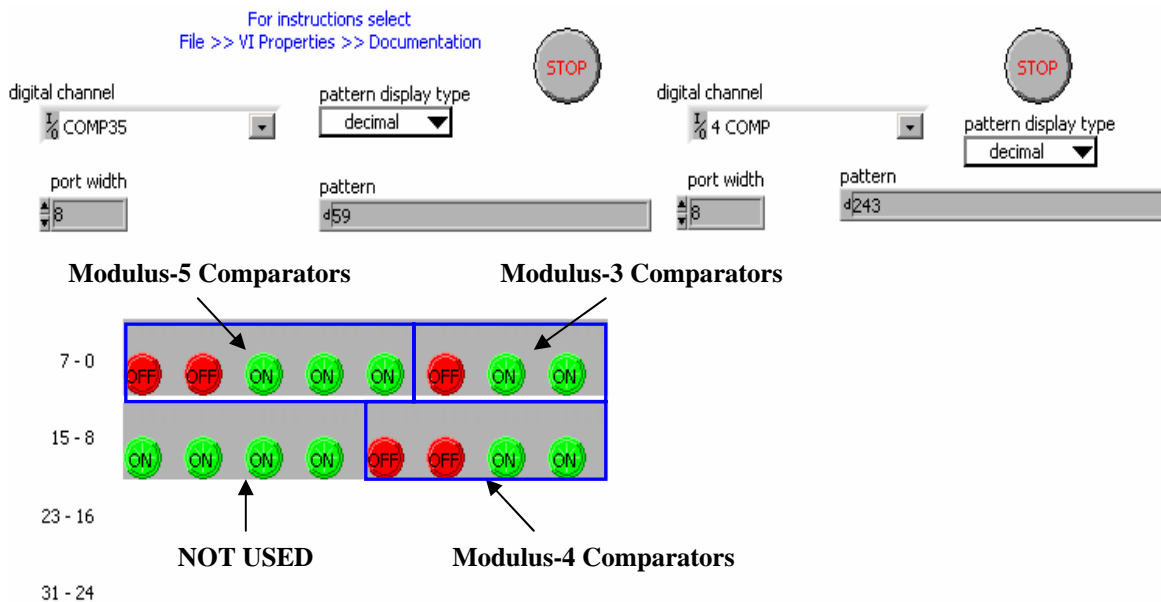 For instructions select
File >> VI Properties >> Documentation
STOP
STOP
digital channel
I/O COMP35
pattern display type
decimal
digital channel
I/O 4 COMP
pattern display type
decimal
port width
8
pattern
d 59
port width
8
pattern
d 243
Modulus-5 Comparators
Modulus-3 Comparators
7 - 0
OFF OFF ON ON ON OFF ON ON
15 - 8
ON ON ON ON OFF OFF ON ON
23 - 16
NOT USED
Modulus-4 Comparators
31 - 24